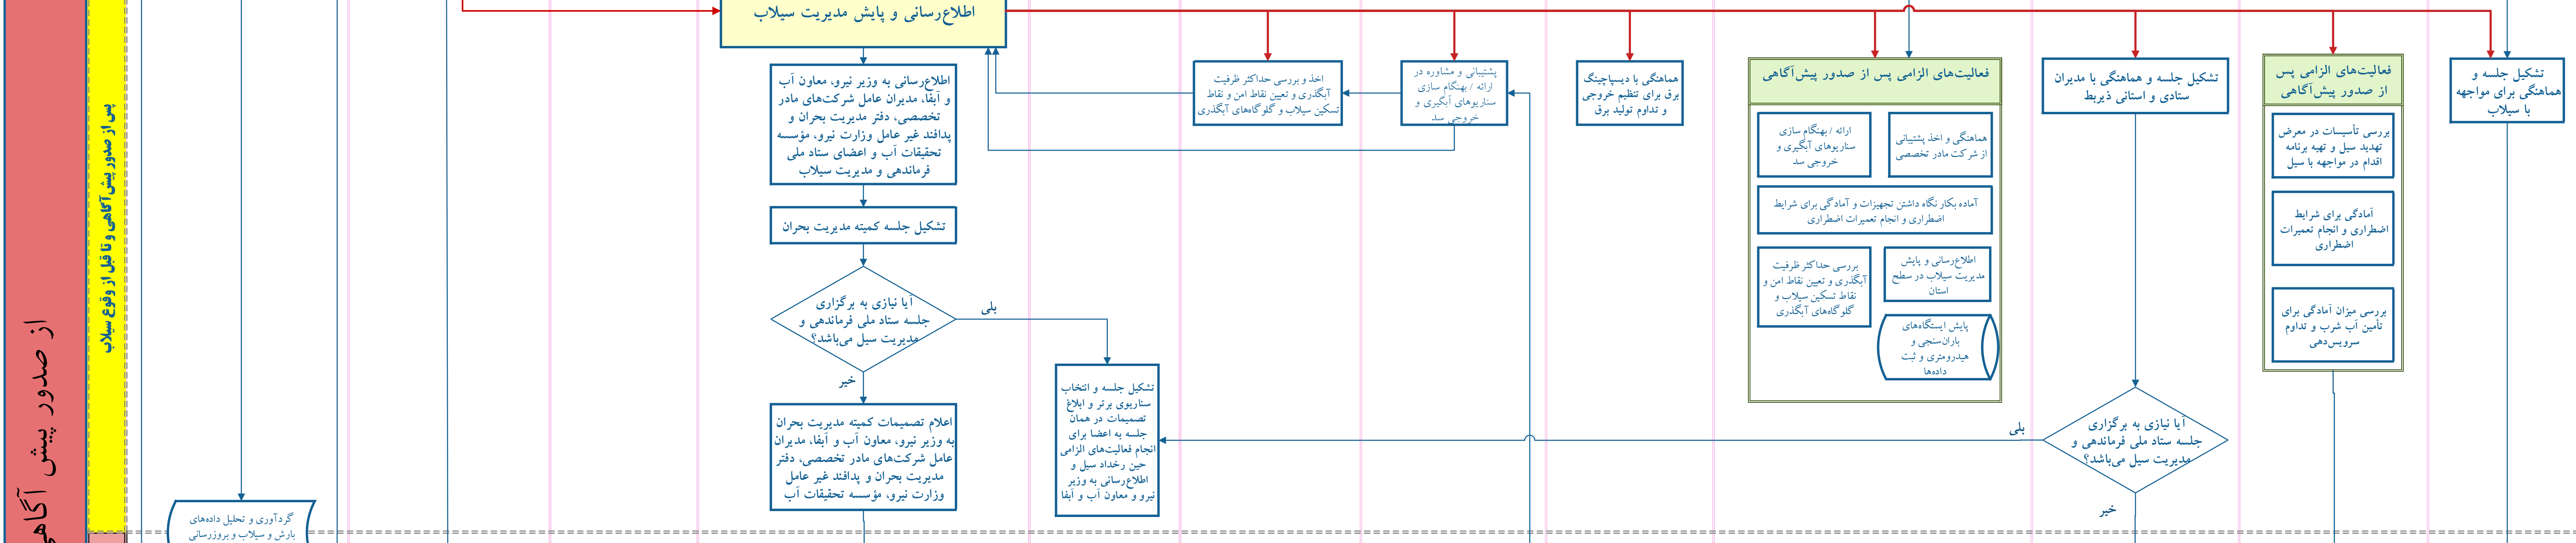 اطلاع‌رسانی و پایش مدیریت سیلاب
تشکیل جلسه و
هماهنگی برای مواجهه
با سیلاب
فعالیت‌های الزامی پس
از صدور پیش‌آگاهی
بررسی تأسیسات در معرض
تهدید سیل و تهیه برنامه
اقدام در مواجهه با سیل
آمادگی برای شرایط
اضطراری و انجام تعمیرات
اضطراری
بررسی میزان آمادگی برای
تأمین آب شرب و تداوم
سرویس‌دهی
تشکیل جلسه و هماهنگی با مدیران
ستادی و استانی ذیربط
آیا نیازی به برگزاری
جلسه ستاد ملی فرماندهی و
مدیریت سیل می‌باشد؟
بلی
خیر
فعالیت‌های الزامی پس از صدور پیش‌آگاهی
هماهنگی و اخذ پشتیبانی
از شرکت مادر تخصصی
ارائه / بهنگام سازی
سناریوهای آبگیری و
خروجی سد
آماده بکار نگاه داشتن تجهیزات و آمادگی برای شرایط
اضطراری و انجام تعمیرات اضطراری
اطلاع‌رسانی و پایش
مدیریت سیلاب در سطح
استان
بررسی حداکثر ظرفیت
آبگذری و تعیین نقاط امن و
نقاط تسکین سیلاب و
گلوگاه‌های آبگذری
پایش ایستگاه‌های
باران‌سنجی و
هیدرومتری و ثبت
داده‌ها
هماهنگی با دیسپاچینگ
برق برای تنظیم خروجی
و تداوم تولید برق
پشتیبانی و مشاوره در
ارائه / بهنگام سازی
سناریوهای آبگیری و
خروجی سد
اخذ و بررسی حداکثر ظرفیت
آبگذری و تعیین نقاط امن و نقاط
تسکین سیلاب و گلوگاه‌های آبگذری
اطلاع‌رسانی به وزیر نیرو، معاون آب
و آبفا، مدیران عامل شرکت‌های مادر
تخصصی، دفتر مدیریت بحران و
پدافند غیر عامل وزارت نیرو، مؤسسه
تحقیقات آب و اعضای ستاد ملی
فرماندهی و مدیریت سیلاب
تشکیل جلسه کمیته مدیریت بحران
آیا نیازی به برگزاری
جلسه ستاد ملی فرماندهی و
مدیریت سیل می‌باشد؟
بلی
خیر
تشکیل جلسه و انتخاب
سناریوی برتر و ابلاغ
تصمیمات در همان
جلسه به اعضا برای
انجام فعالیت‌های الزامی
حین رخداد سیل و
اطلاع‌رسانی به وزیر
نیرو و معاون آب و آبفا
اعلام تصمیمات کمیته مدیریت بحران
به وزیر نیرو، معاون آب و آبفا، مدیران
عامل شرکت‌های مادر تخصصی، دفتر
مدیریت بحران و پدافند غیر عامل
وزارت نیرو، مؤسسه تحقیقات آب
گردآوری و تحلیل داده‌های
بارش و سیلاب و بروزرسانی
پس از صدور پیش‌آگاهی و تا قبل از وقوع سیلاب
از صدور پیش آگاهی